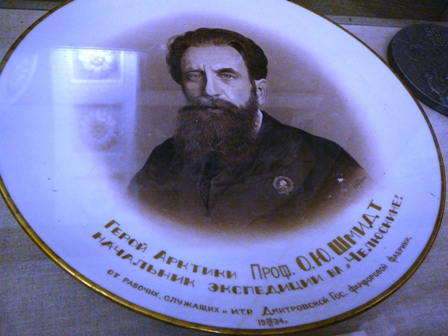 Герой Арктики Проф. О.Ю. Шмидт
начальник экспедиции на "Челюскине"
от рабочих, служащих и И.Т.Р. Дмитровской Гос. фарфоровой фабрики.
1934.